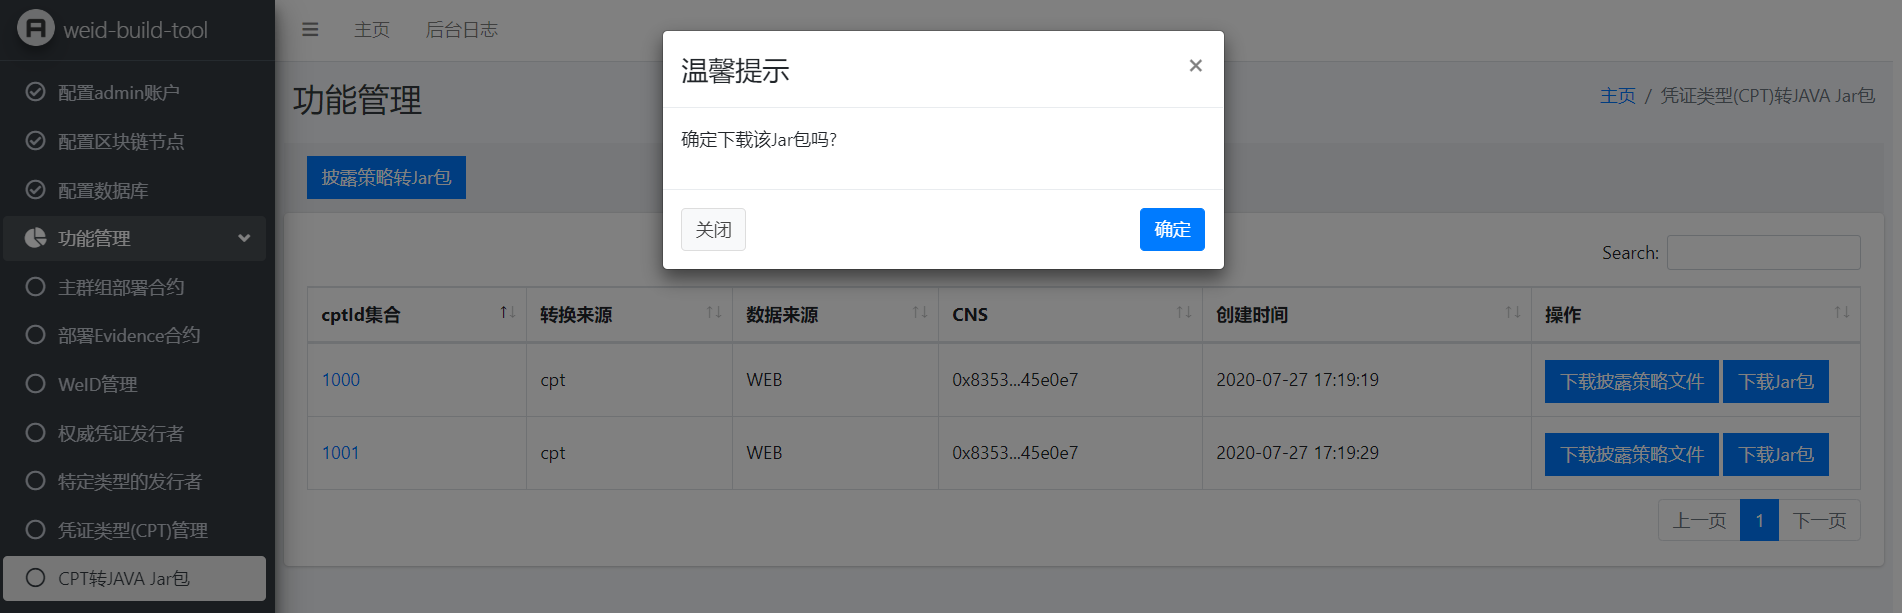 weid-build-tool
主页 后台日志
配置admin账户
配置区块链节点
配置数据库
功能管理
主群组部署合约
部署Evidence合约
WeID管理
权威凭证发行者
特定类型的发行者
凭证类型(CPT)管理
CPT转JAVA Jar包
功能管理
主页 / 凭证类型(CPT)转JAVA Jar包
披露策略转Jar包
温馨提示 ×
确定下载该Jar包吗?
关闭 确定
Search:
cptId集合 转换来源 数据来源 CNS 创建时间 操作
1000 cpt WEB 0x8353...45e0e7 2020-07-27 17:19:19 下载披露策略文件 下载Jar包
1001 cpt WEB 0x8353...45e0e7 2020-07-27 17:19:29 下载披露策略文件 下载Jar包
上一页 1 下一页